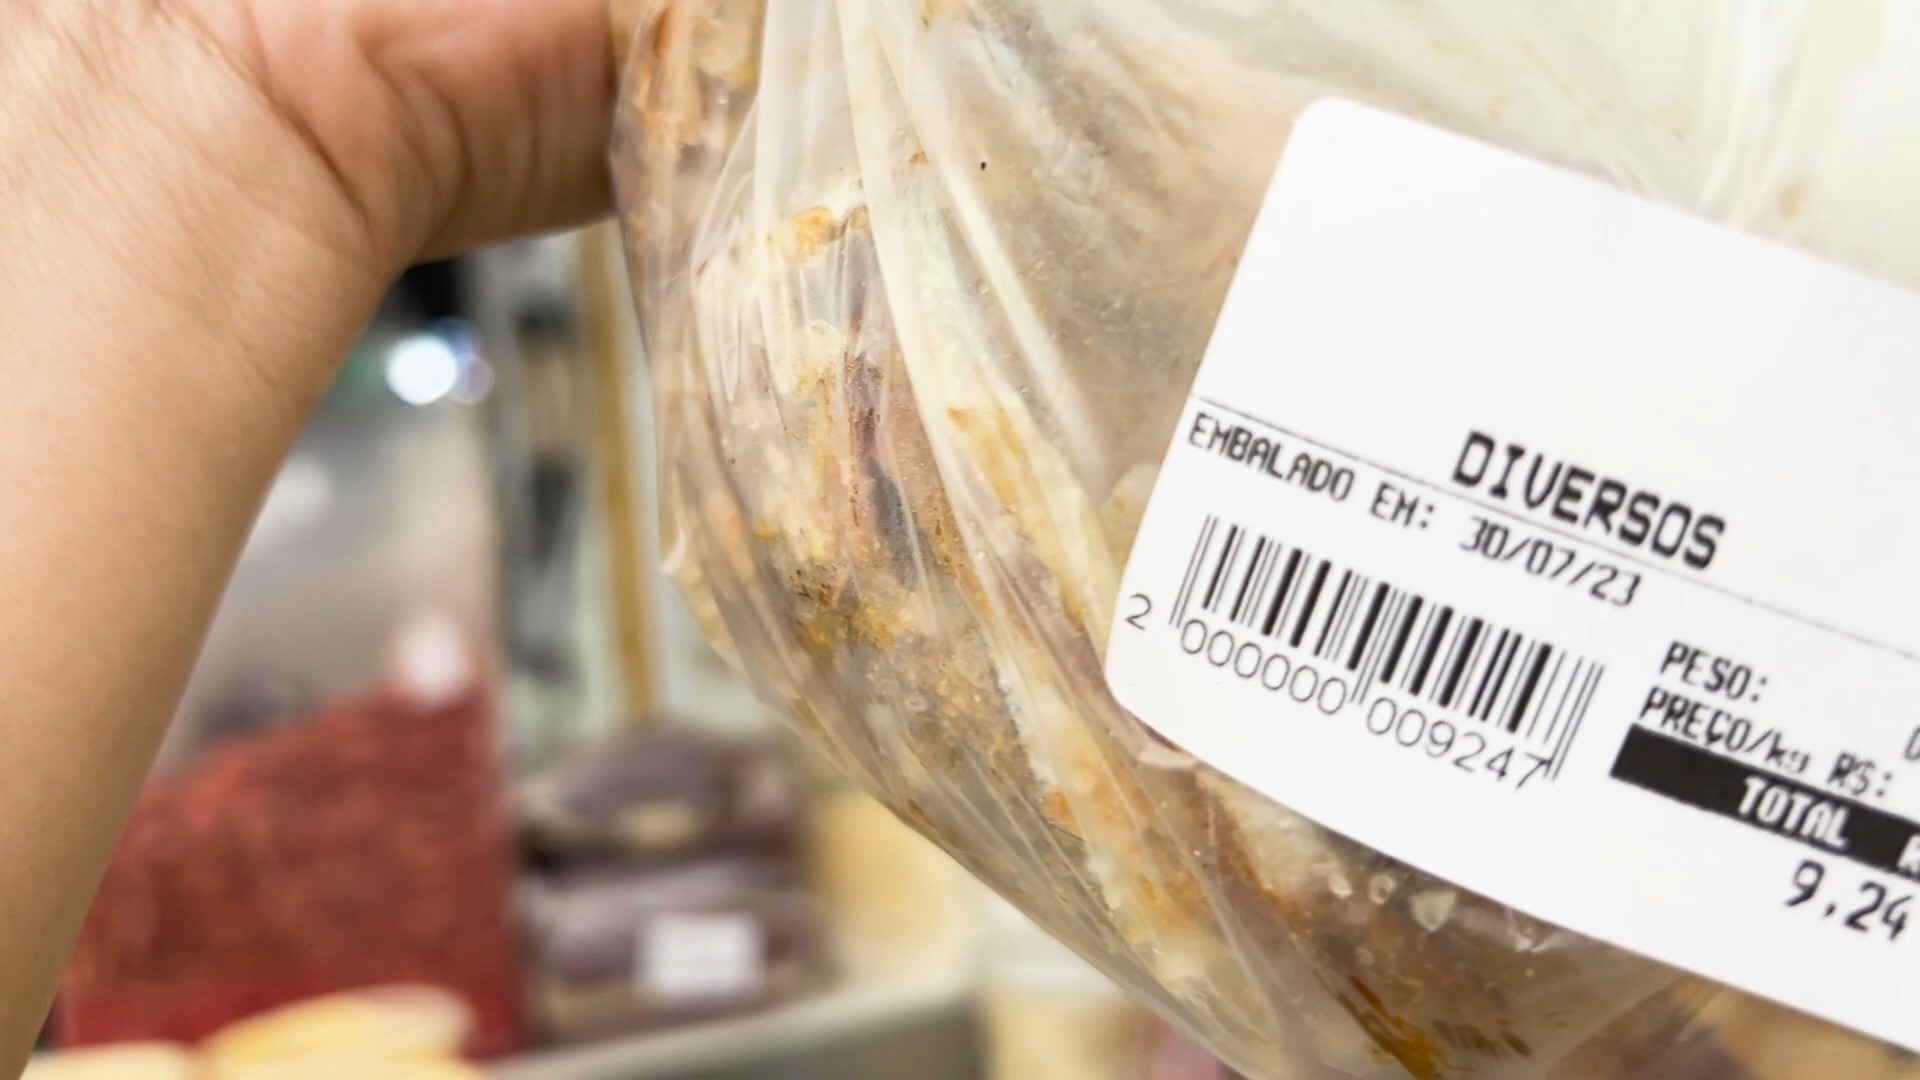 DIVERSOS
EMBALADO EM: 30/07/23
2 000000 009247
PESO:
PREÇO/kg R$:
TOTAL
9.24